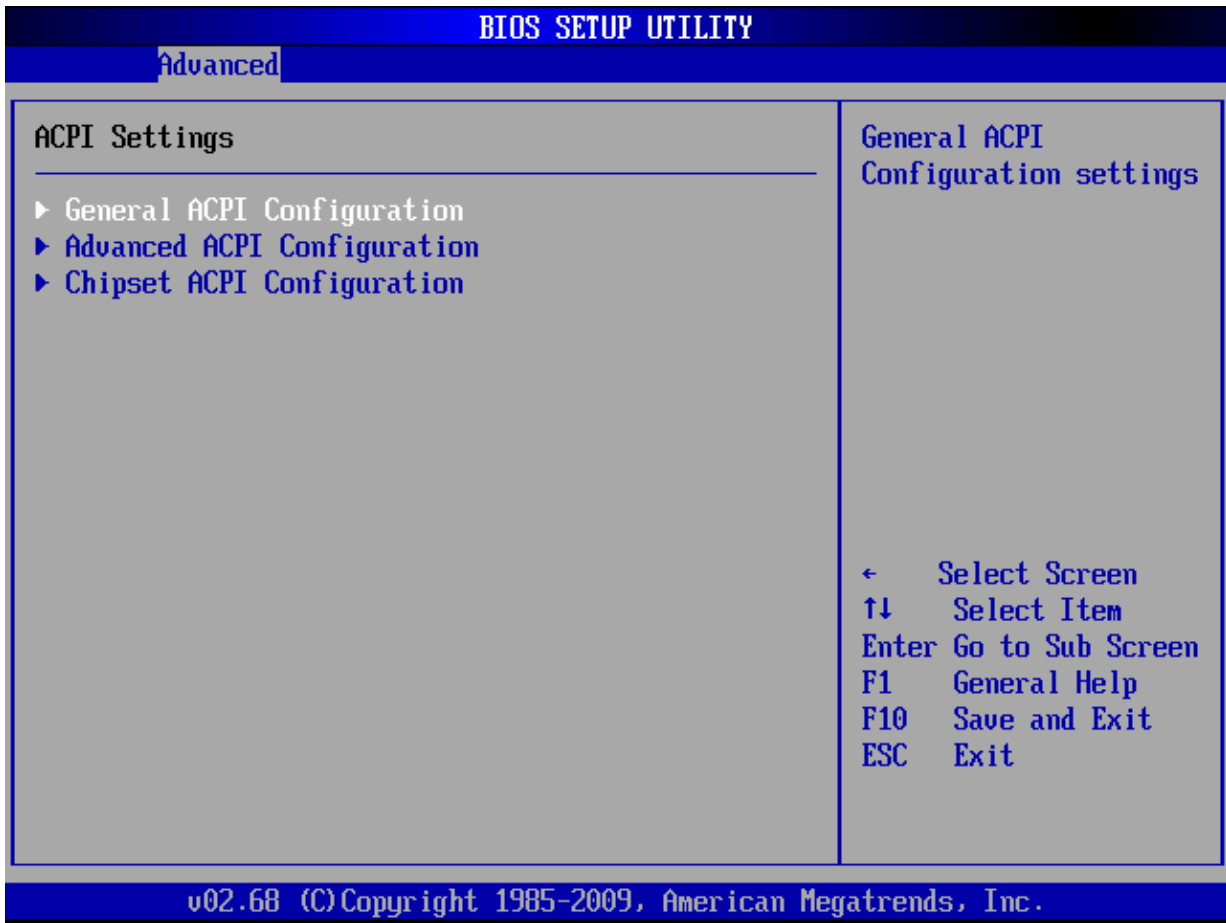 BIOS SETUP UTILITY
Advanced
ACPI Settings
▶ General ACPI Configuration
▶ Advanced ACPI Configuration
▶ Chipset ACPI Configuration
General ACPI
Configuration settings
← Select Screen
↑↓ Select Item
Enter Go to Sub Screen
F1 General Help
F10 Save and Exit
ESC Exit
v02.68 (C)Copyright 1985-2009, American Megatrends, Inc.